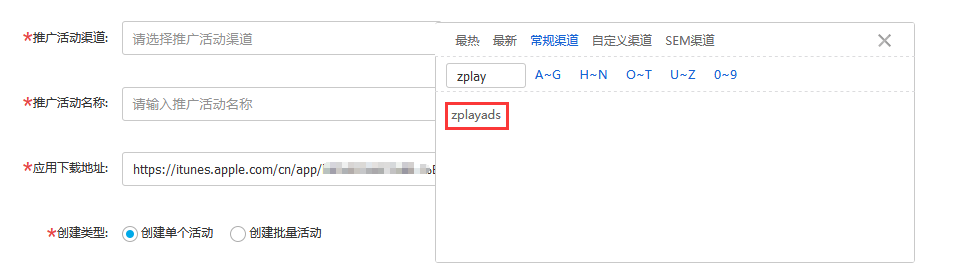 *推广活动渠道: 请选择推广活动渠道
最热 最新 常规渠道 自定义渠道 SEM渠道
zplay A~G H~N O~T U~Z 0~9
zplayads
*推广活动名称: 请输入推广活动名称
*应用下载地址: https://itunes.apple.com/cn/app/
*创建类型: 创建单个活动 创建批量活动